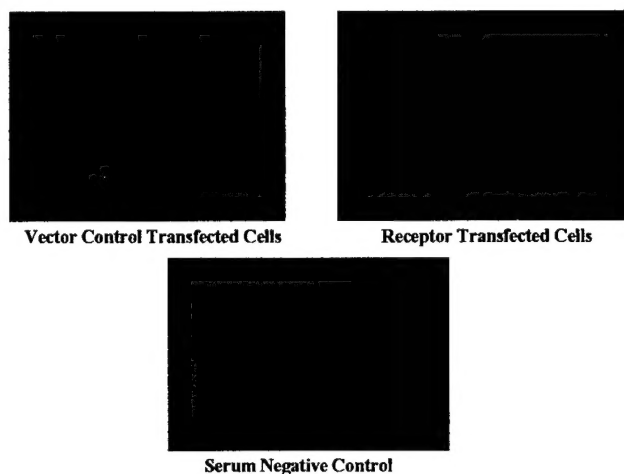 Vector Control Transfected Cells
Receptor Transfected Cells
Serum Negative Control